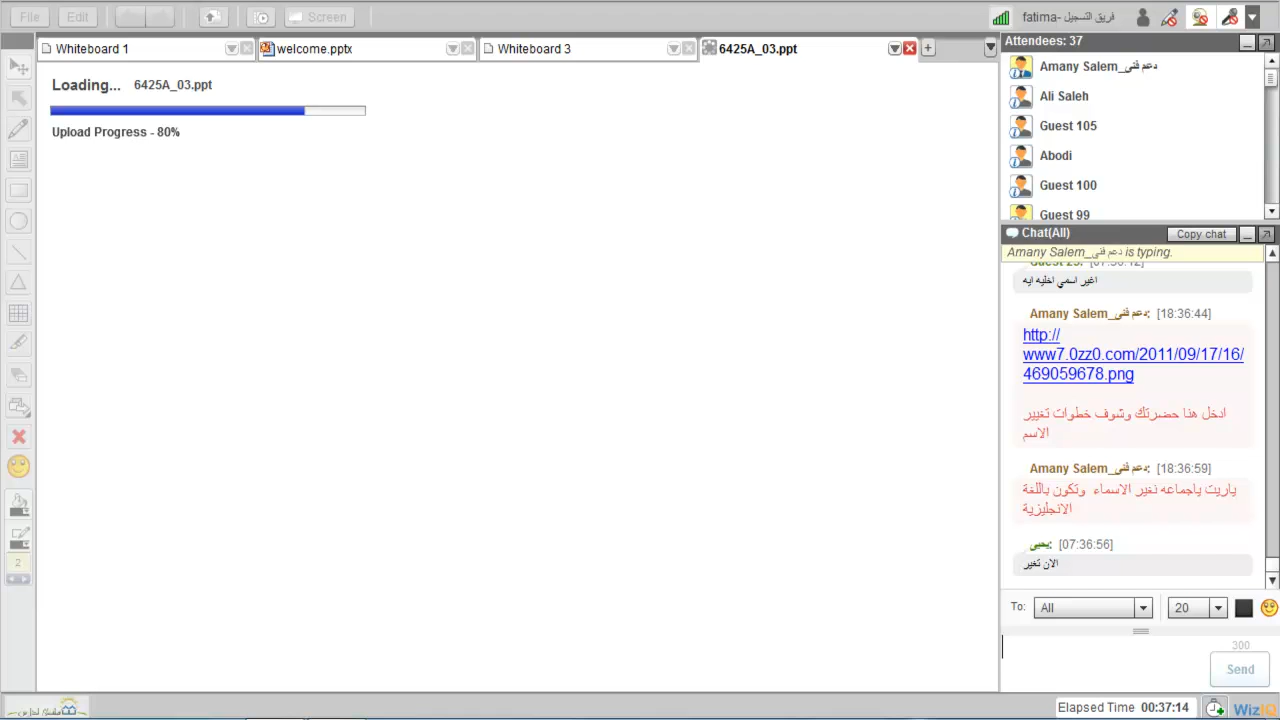 File
Edit
Screen
fatima- فريق التسجيل
Whiteboard 1
welcome.pptx
Whiteboard 3
6425A_03.ppt
Loading... 6425A_03.ppt
Upload Progress - 80%
Attendees: 37
Amany Salem_دعم فنى
Ali Saleh
Guest 105
Abodi
Guest 100
Guest 99
Chat(All)
Copy chat
Amany Salem_دعم فنى is typing.
اغير اسمي اخليه ايه
Amany Salem_دعم فنى: [18:36:44]
http://
www7.0zz0.com/2011/09/17/16/
469059678.png
ادخل هنا حضرتك وشوف خطوات تغيير
الاسم
Amany Salem_دعم فنى: [18:36:59]
ياريت ياجماعه نغير الاسماء وتكون باللغة
الانجليزية
يحيى: [07:36:56]
الان تغير
To: All
20
300
Send
2
Elapsed Time 00:37:14
WizIQ